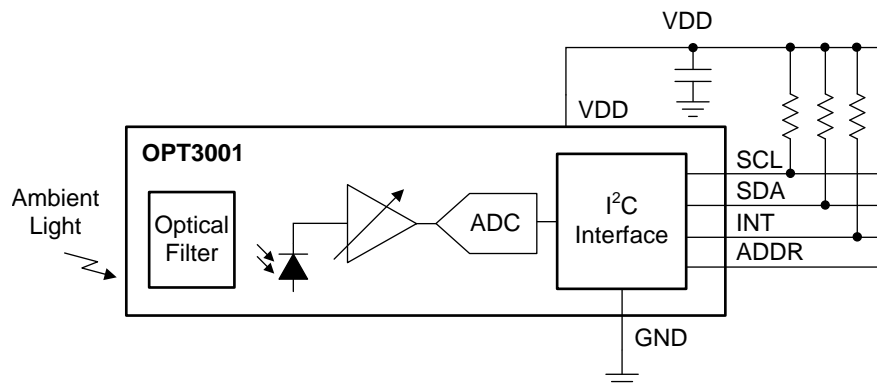 VDD
VDD
OPT3001
Ambient
Light
Optical
Filter
ADC
I²C
Interface
SCL
SDA
INT
ADDR
GND